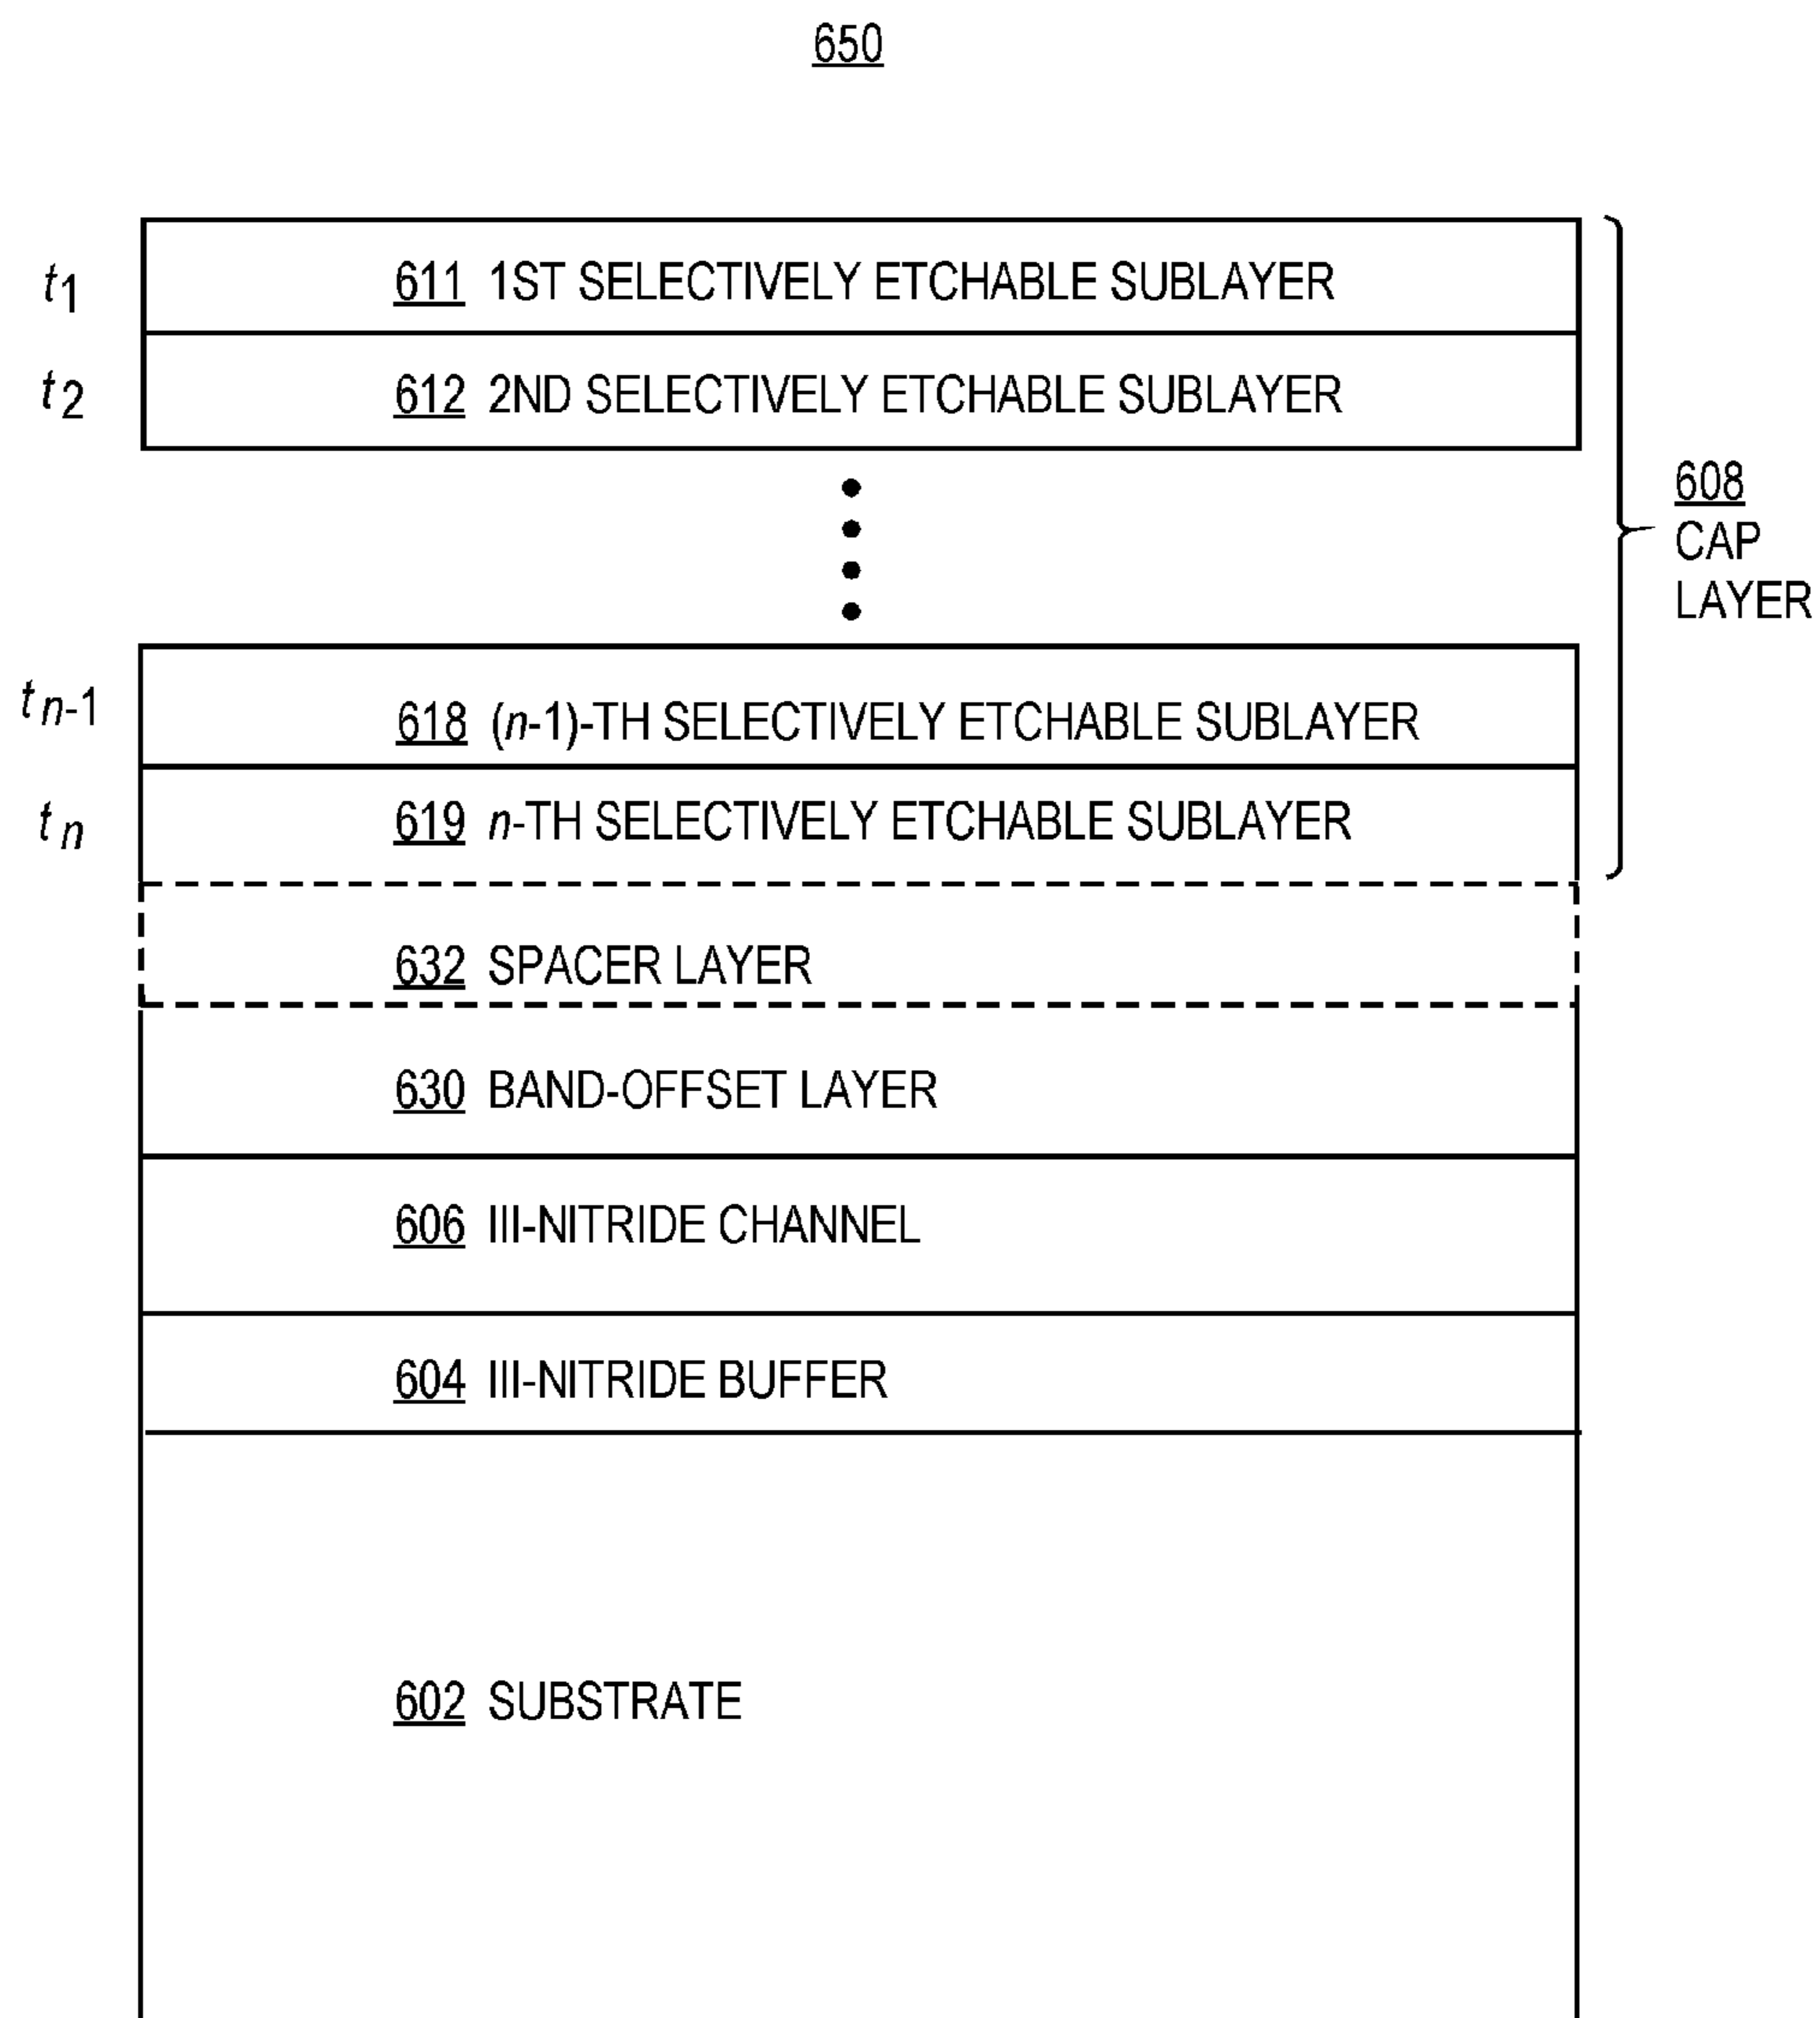 650
t1
611 1ST SELECTIVELY ETCHABLE SUBLAYER
t2
612 2ND SELECTIVELY ETCHABLE SUBLAYER
608
CAP
LAYER
tn-1
618 (n-1)-TH SELECTIVELY ETCHABLE SUBLAYER
tn
619 n-TH SELECTIVELY ETCHABLE SUBLAYER
632 SPACER LAYER
630 BAND-OFFSET LAYER
606 III-NITRIDE CHANNEL
604 III-NITRIDE BUFFER
602 SUBSTRATE